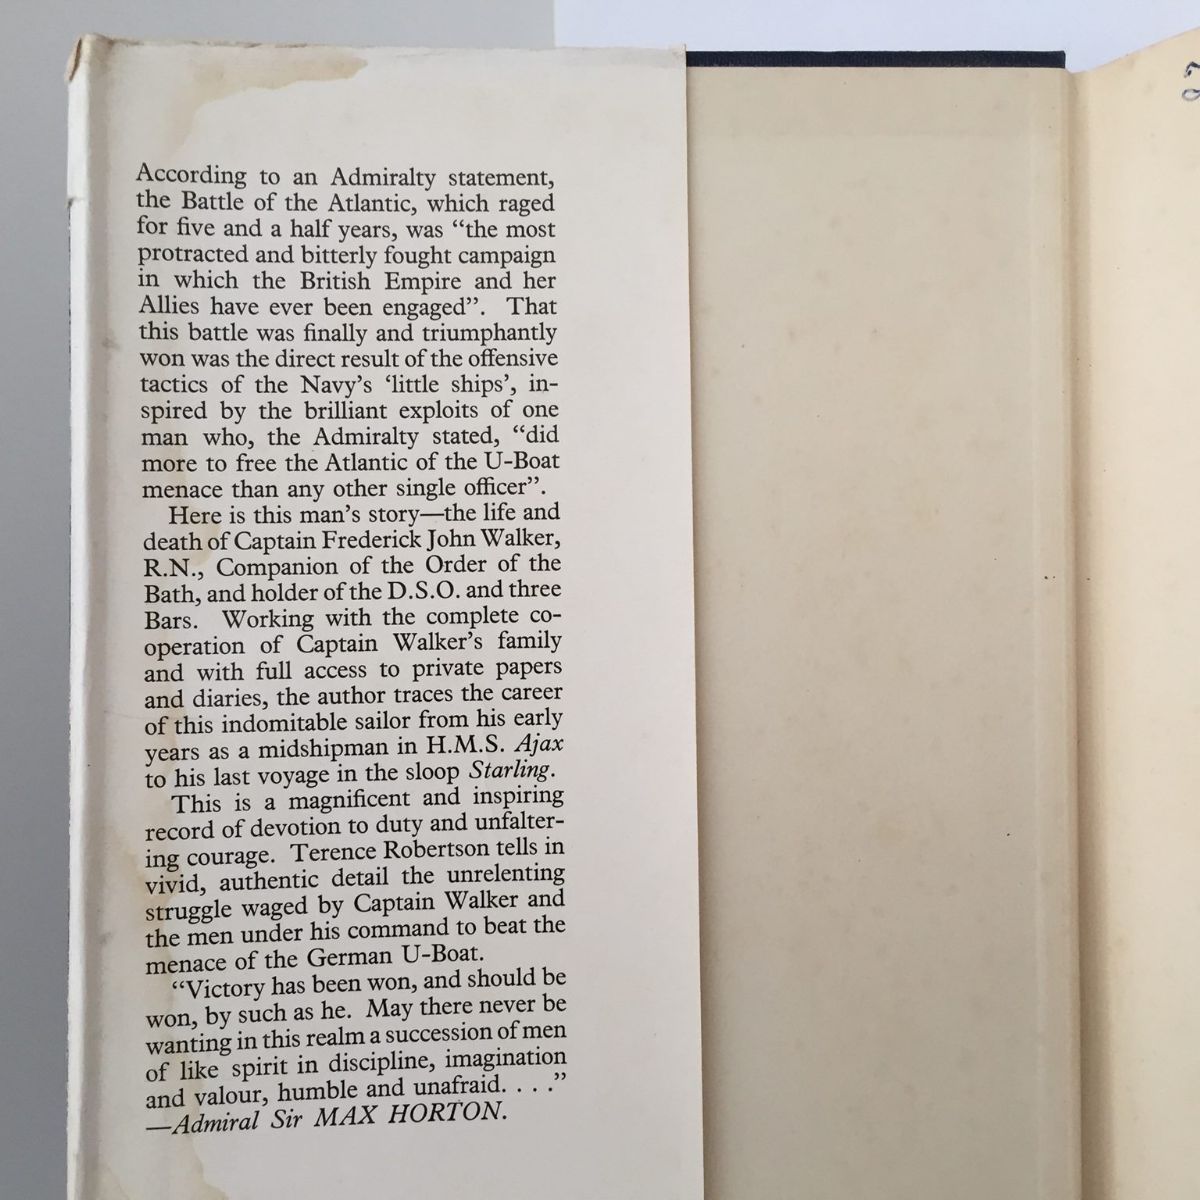 According to an Admiralty statement,
the Battle of the Atlantic, which raged
for five and a half years, was “the most
protracted and bitterly fought campaign
in which the British Empire and her
Allies have ever been engaged”. That
this battle was finally and triumphantly
won was the direct result of the offensive
tactics of the Navy’s ‘little ships’, in-
spired by the brilliant exploits of one
man who, the Admiralty stated, “did
more to free the Atlantic of the U-Boat
menace than any other single officer”.
Here is this man’s story—the life and
death of Captain Frederick John Walker,
R.N., Companion of the Order of the
Bath, and holder of the D.S.O. and three
Bars. Working with the complete co-
operation of Captain Walker’s family
and with full access to private papers
and diaries, the author traces the career
of this indomitable sailor from his early
years as a midshipman in H.M.S. Ajax
to his last voyage in the sloop Starling.
This is a magnificent and inspiring
record of devotion to duty and unfalter-
ing courage. Terence Robertson tells in
vivid, authentic detail the unrelenting
struggle waged by Captain Walker and
the men under his command to beat the
menace of the German U-Boat.
“Victory has been won, and should be
won, by such as he. May there never be
wanting in this realm a succession of men
of like spirit in discipline, imagination
and valour, humble and unafraid. . . .”
—Admiral Sir MAX HORTON.